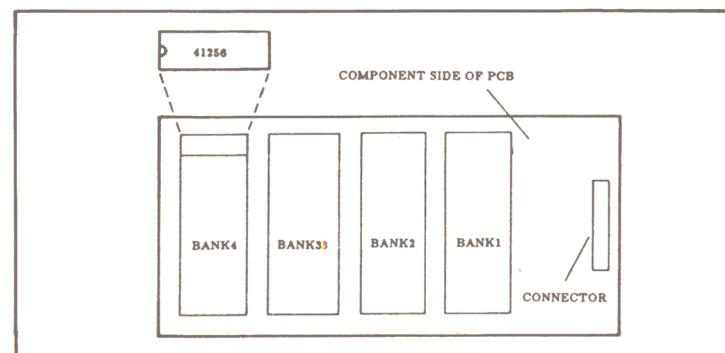 41256
COMPONENT SIDE OF PCB
BANK4 BANK33 BANK2 BANK1
CONNECTOR